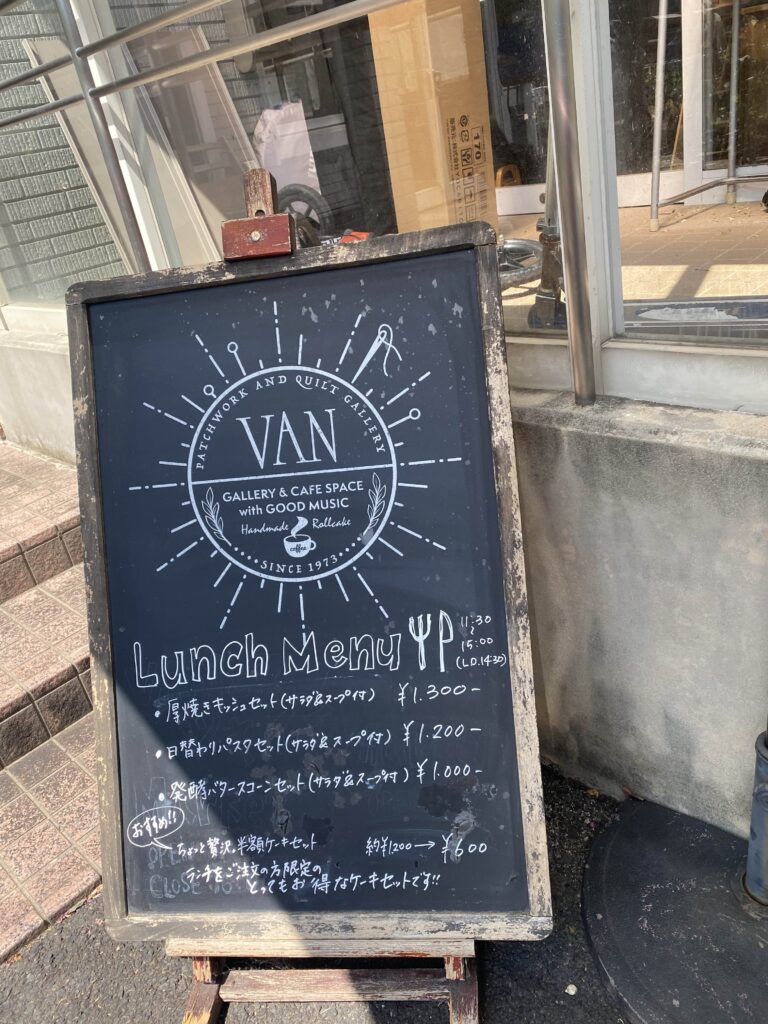 170
PATCHWORK AND QUILT GALLERY
VAN
GALLERY & CAFE SPACE
with GOOD MUSIC
Handmade Rollcake
coffee
SINCE 1973
Lunch Menu
11:30
~
15:00
(L.O.14:30)
・厚焼きキッシュセット(サラダ&スープ付) ¥1.300-
・日替わりパスタセット(サラダ&スープ付) ¥1.200-
・発酵バタースコーンセット(サラダ&スープ付) ¥1.000-
おすすめ!!
ちょっと贅沢、半額ケーキセット 約¥1200→¥600
ランチをご注文の方限定の
とってもお得なケーキセットです!!
CLOSE